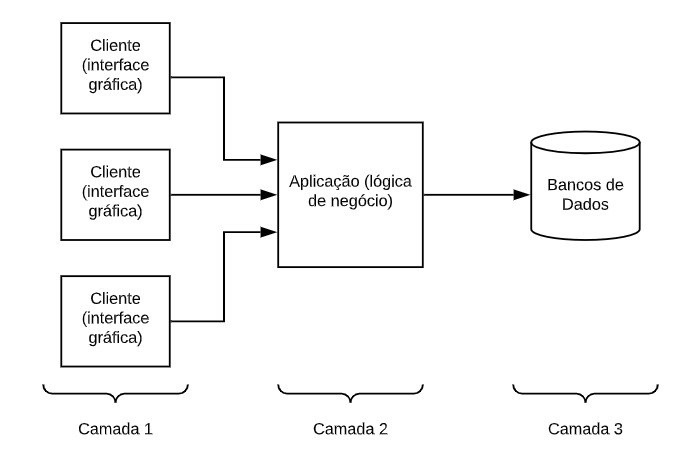 Cliente
(interface
gráfica)
Cliente
(interface
gráfica)
Cliente
(interface
gráfica)
Aplicação (lógica
de negócio)
Bancos de
Dados
Camada 1
Camada 2
Camada 3